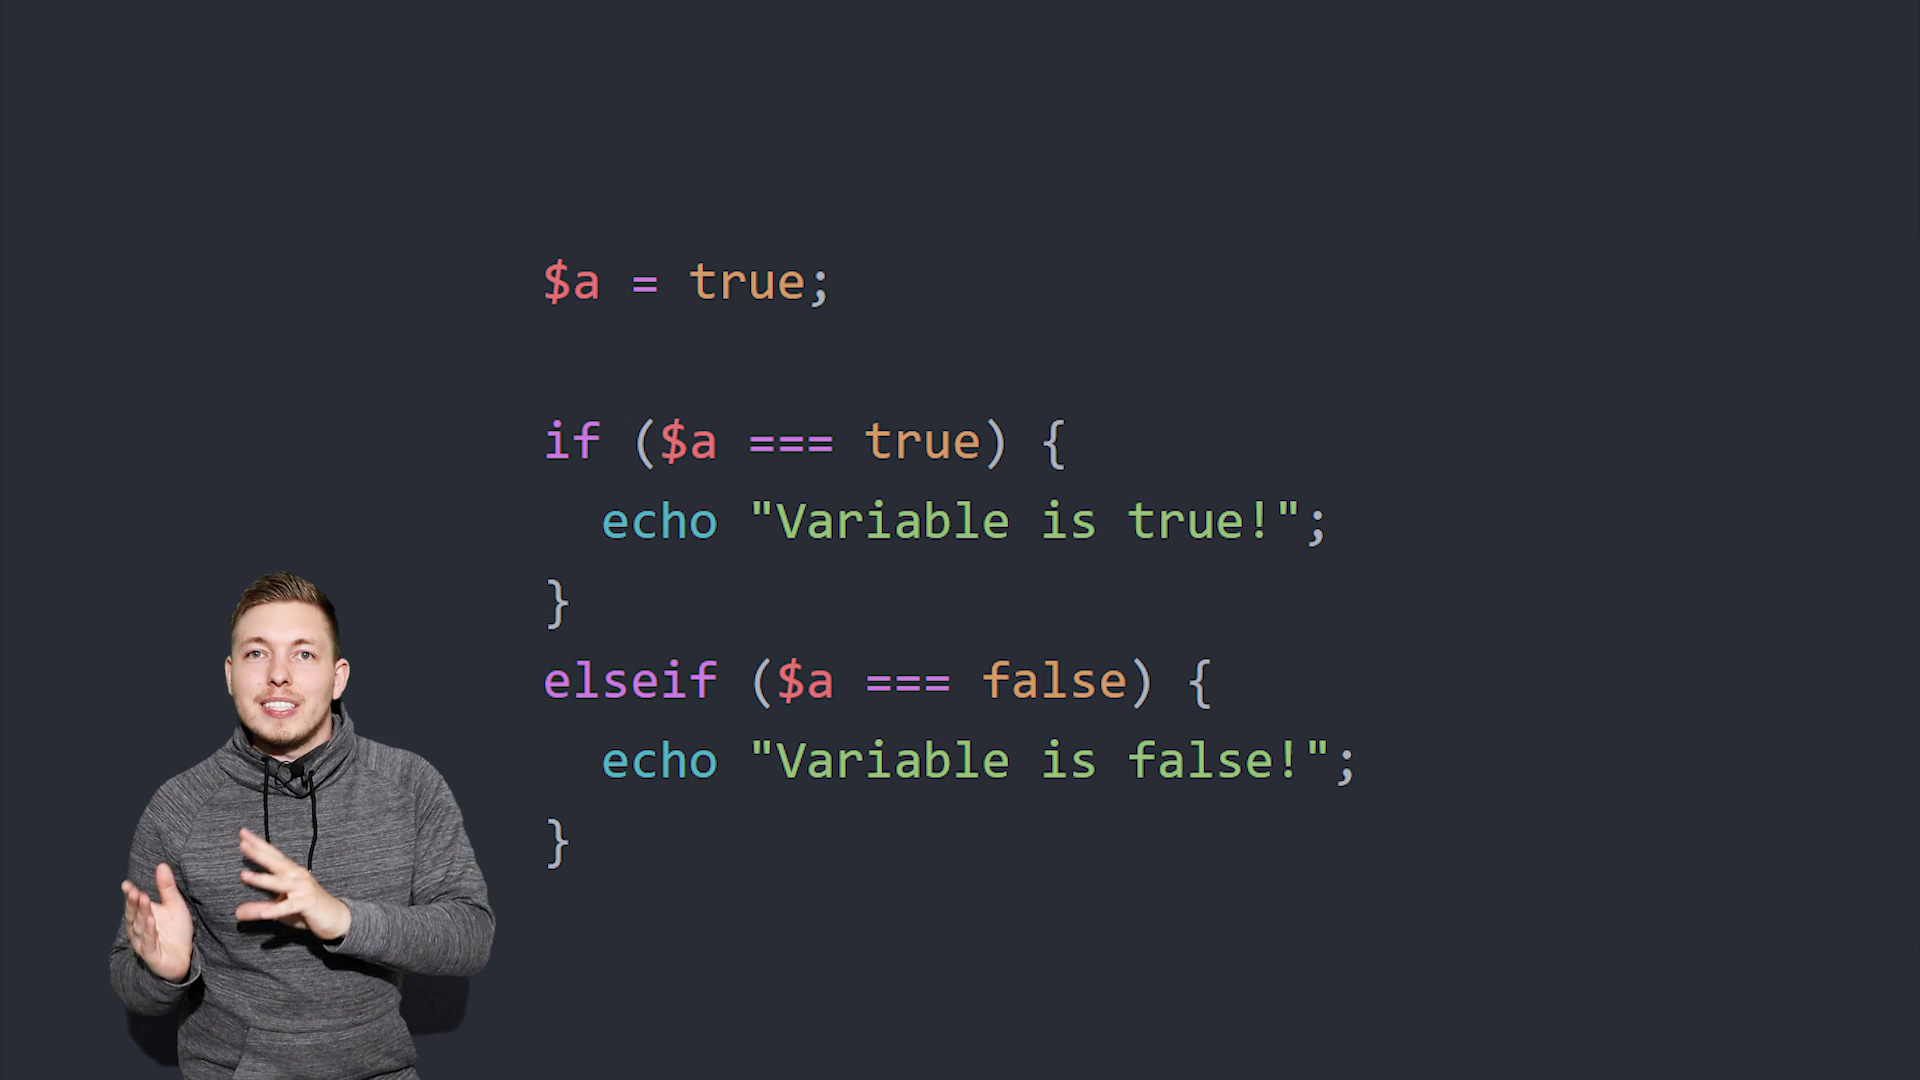 $a = true;
if ($a === true) {
echo "Variable is true!";
}
elseif ($a === false) {
echo "Variable is false!";
}